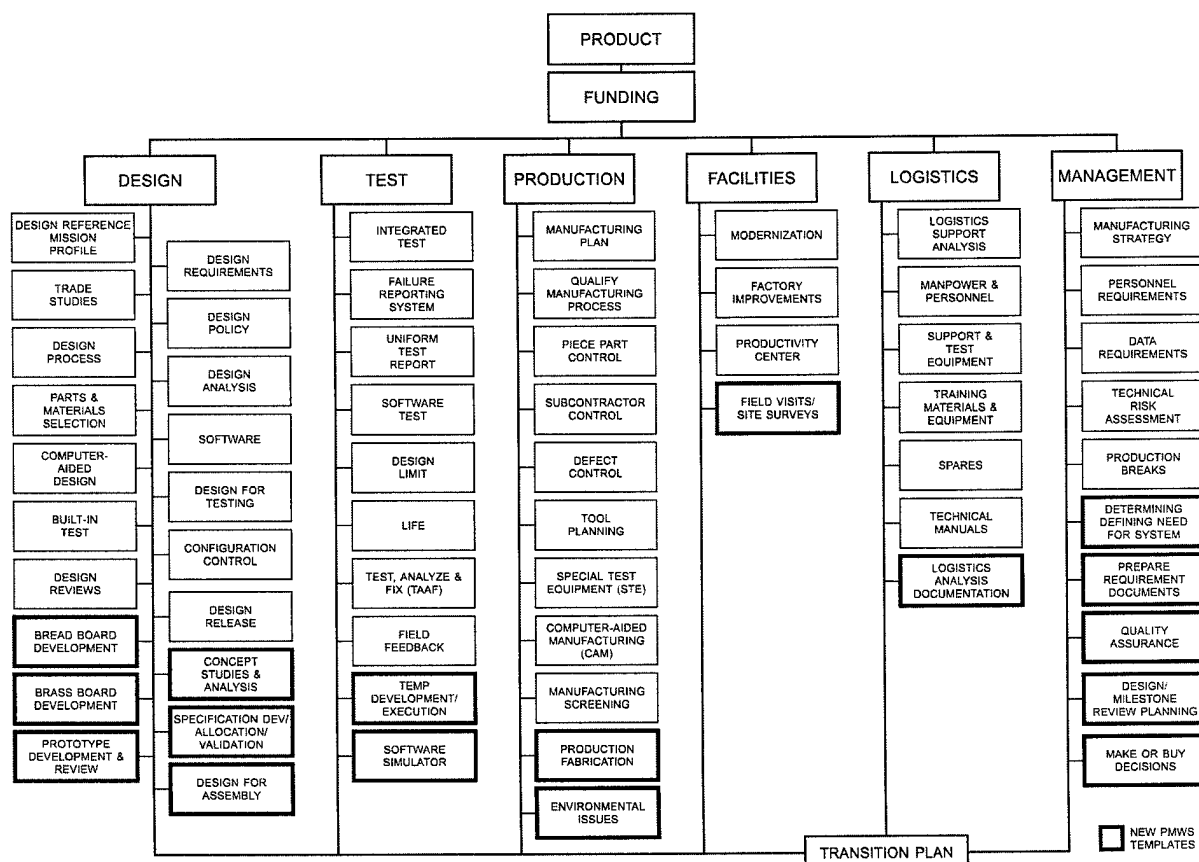 PRODUCT
FUNDING
DESIGN
TEST
PRODUCTION
FACILITIES
LOGISTICS
MANAGEMENT
DESIGN REFERENCE
MISSION
PROFILE
TRADE
STUDIES
DESIGN
PROCESS
PARTS &
MATERIALS
SELECTION
COMPUTER-
AIDED
DESIGN
BUILT-IN
TEST
DESIGN
REVIEWS
BREAD BOARD
DEVELOPMENT
BRASS BOARD
DEVELOPMENT
PROTOTYPE
DEVELOPMENT &
REVIEW
DESIGN
REQUIREMENTS
DESIGN
POLICY
DESIGN
ANALYSIS
SOFTWARE
DESIGN FOR
TESTING
CONFIGURATION
CONTROL
DESIGN
RELEASE
CONCEPT
STUDIES &
ANALYSIS
SPECIFICATION DEV/
ALLOCATION/
VALIDATION
DESIGN FOR
ASSEMBLY
INTEGRATED
TEST
FAILURE
REPORTING
SYSTEM
UNIFORM
TEST
REPORT
SOFTWARE
TEST
DESIGN
LIMIT
LIFE
TEST, ANALYZE &
FIX (TAAF)
FIELD
FEEDBACK
TEMP
DEVELOPMENT/
EXECUTION
SOFTWARE
SIMULATOR
MANUFACTURING
PLAN
QUALIFY
MANUFACTURING
PROCESS
PIECE PART
CONTROL
SUBCONTRACTOR
CONTROL
DEFECT
CONTROL
TOOL
PLANNING
SPECIAL TEST
EQUIPMENT (STE)
COMPUTER-AIDED
MANUFACTURING
(CAM)
MANUFACTURING
SCREENING
PRODUCTION
FABRICATION
ENVIRONMENTAL
ISSUES
MODERNIZATION
FACTORY
IMPROVEMENTS
PRODUCTIVITY
CENTER
FIELD VISITS/
SITE SURVEYS
LOGISTICS
SUPPORT
ANALYSIS
MANPOWER &
PERSONNEL
SUPPORT &
TEST
EQUIPMENT
TRAINING
MATERIALS &
EQUIPMENT
SPARES
TECHNICAL
MANUALS
LOGISTICS
ANALYSIS
DOCUMENTATION
MANUFACTURING
STRATEGY
PERSONNEL
REQUIREMENTS
DATA
REQUIREMENTS
TECHNICAL
RISK
ASSESSMENT
PRODUCTION
BREAKS
DETERMINING
DEFINING NEED
FOR SYSTEM
PREPARE
REQUIREMENT
DOCUMENTS
QUALITY
ASSURANCE
DESIGN/
MILESTONE
REVIEW PLANNING
MAKE OR BUY
DECISIONS
TRANSITION PLAN
NEW PMWS
TEMPLATES